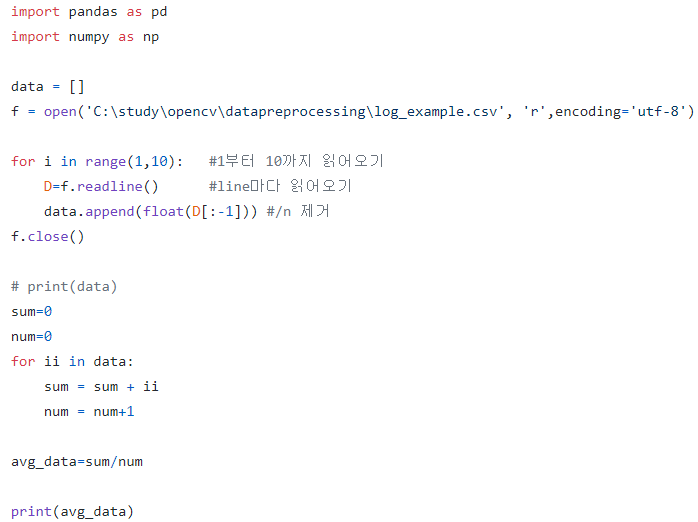 import pandas as pd
import numpy as np
data = []
f = open('C:\study\opencv\datapreprocessing\log_example.csv', 'r',encoding='utf-8')
for i in range(1,10):   #1부터 10까지 읽어오기
    D=f.readline()      #line마다 읽어오기
    data.append(float(D[:-1])) #/n 제거
f.close()
# print(data)
sum=0
num=0
for ii in data:
    sum = sum + ii
    num = num+1
avg_data=sum/num
print(avg_data)